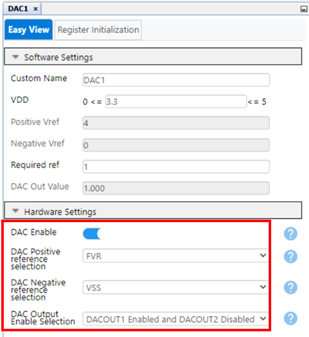 DAC1 ×
Easy View Register Initialization
Software Settings
Custom Name DAC1
VDD 0 <= 3.3 <= 5
Positive Vref 4
Negative Vref 0
Required ref 1
DAC Out Value 1.000
Hardware Settings
DAC Enable ?
DAC Positive
reference
selection FVR ?
DAC Negative
reference
selection VSS ?
DAC Output
Enable Selection DACOUT1 Enabled and DACOUT2 Disabled ?